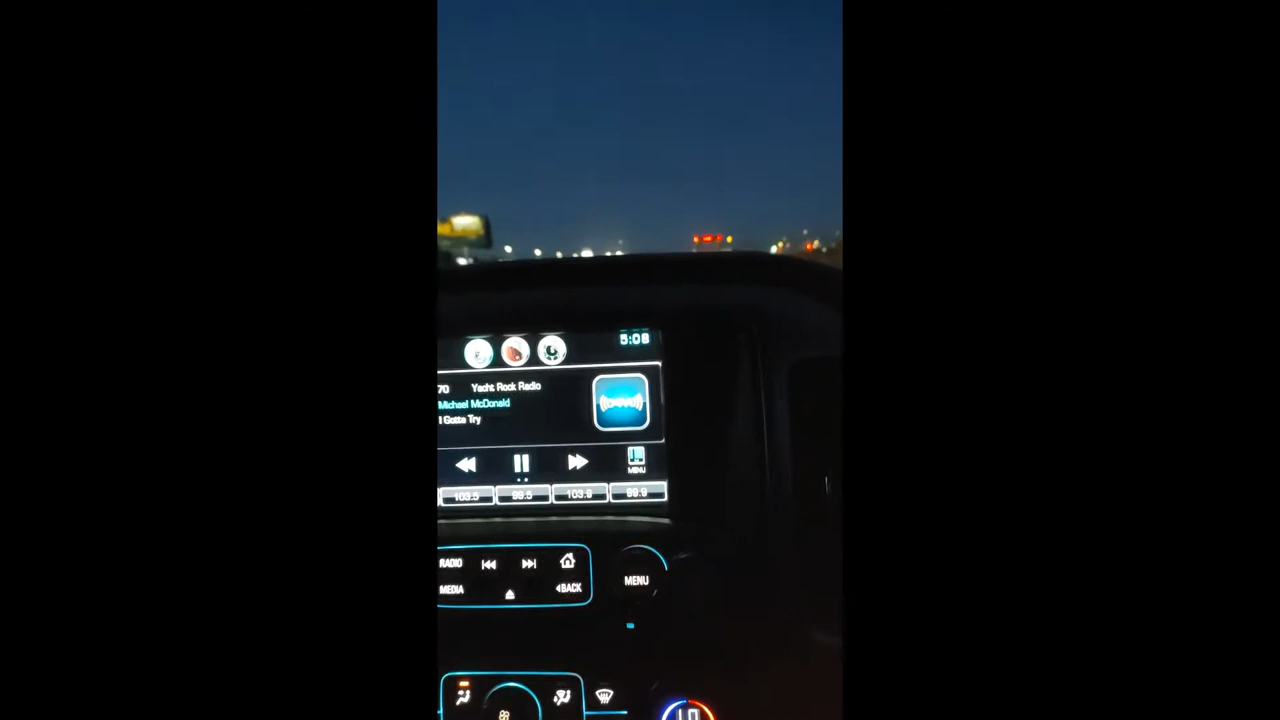 5:08
70 Yacht Rock Radio
Michael McDonald
I Gotta Try
MENU
103.5 99.5 103.9 99.9
RADIO
MENU
MEDIA BACK
LO